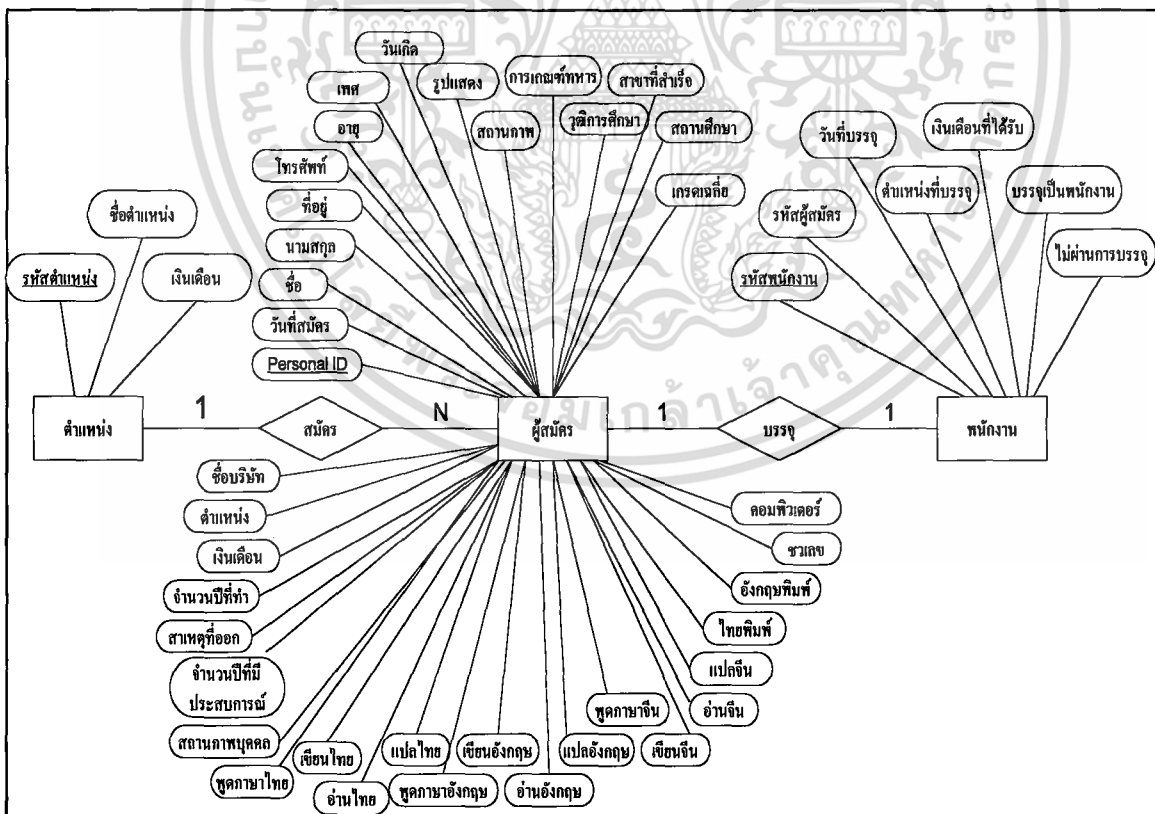 วันเกิด
เพศ
รูปแสดง
การเกณฑ์ทหาร
สาขาที่สำเร็จ
อายุ
สถานภาพ
วุฒิการศึกษา
สถานศึกษา
โทรศัพท์
ที่อยู่
เกรดเฉลี่ย
นามสกุล
ชื่อ
วันที่สมัคร
Personal ID
ชื่อตำแหน่ง
รหัสตำแหน่ง
เงินเดือน
วันที่บรรจุ
เงินเดือนที่ได้รับ
รหัสผู้สมัคร
ตำแหน่งที่บรรจุ
บรรจุเป็นพนักงาน
รหัสพนักงาน
ไม่ผ่านการบรรจุ
ตำแหน่ง
1
สมัคร
N
ผู้สมัคร
1
บรรจุ
1
พนักงาน
ชื่อบริษัท
ตำแหน่ง
เงินเดือน
จำนวนปีที่ทำ
สาเหตุที่ออก
จำนวนปีที่มี
ประสบการณ์
สถานภาพบุคคล
พูดภาษาไทย
เขียนไทย
อ่านไทย
แปลไทย
พูดภาษาอังกฤษ
เขียนอังกฤษ
อ่านอังกฤษ
แปลอังกฤษ
พูดภาษาจีน
เขียนจีน
อ่านจีน
แปลจีน
ไทยพิมพ์
อังกฤษพิมพ์
ชวเลข
คอมพิวเตอร์